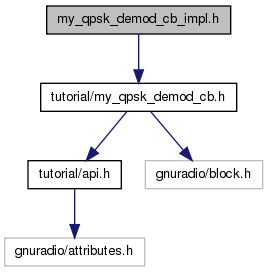 my_qpsk_demod_cb_impl.h
tutorial/my_qpsk_demod_cb.h
tutorial/api.h
gnuradio/block.h
gnuradio/attributes.h